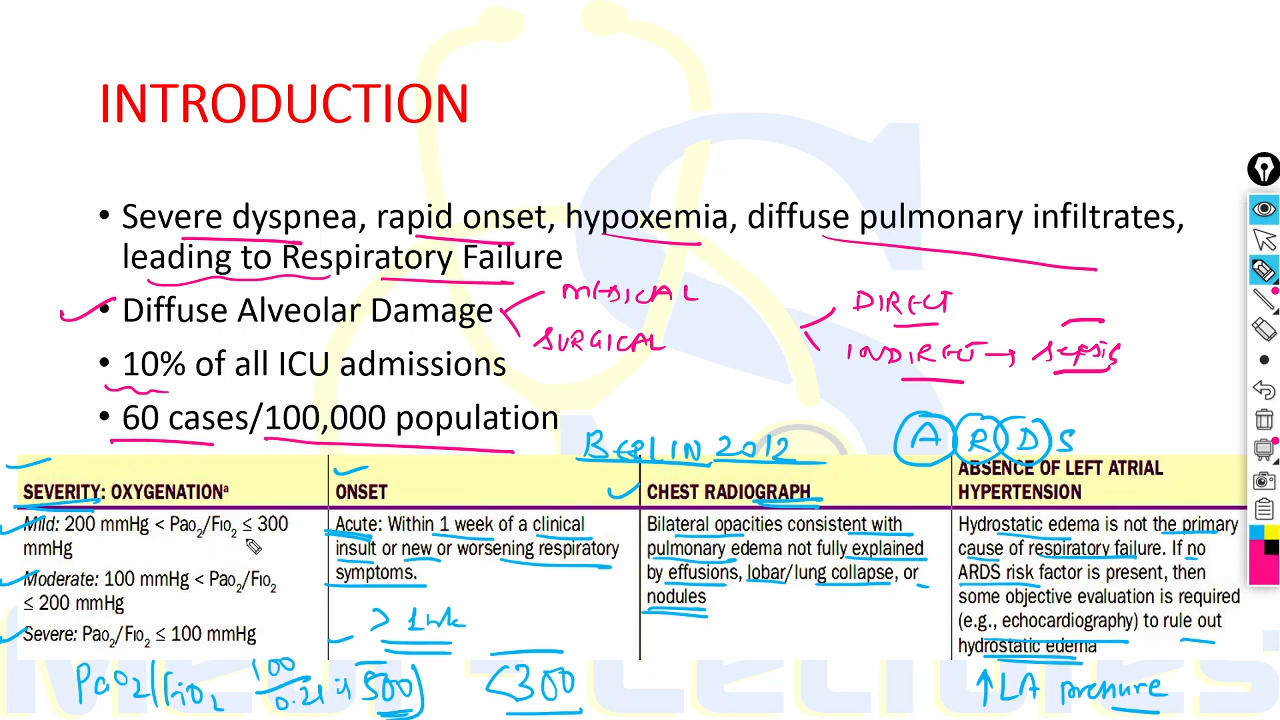 INTRODUCTION
• Severe dyspnea, rapid onset, hypoxemia, diffuse pulmonary infiltrates,
leading to Respiratory Failure
• Diffuse Alveolar Damage
MEDICAL
SURGICAL
DIRECT
INDIRECT → sepsis
• 10% of all ICU admissions
• 60 cases/100,000 population
BERLIN 2012
ARDS
SEVERITY: OXYGENATIONa
Mild: 200 mmHg < PaO2/FIO2 ≤ 300
mmHg
Moderate: 100 mmHg < PaO2/FIO2
≤ 200 mmHg
Severe: PaO2/FIO2 ≤ 100 mmHg
ONSET
Acute: Within 1 week of a clinical
insult or new or worsening respiratory
symptoms.
> 1 wk
CHEST RADIOGRAPH
Bilateral opacities consistent with
pulmonary edema not fully explained
by effusions, lobar/lung collapse, or
nodules
ABSENCE OF LEFT ATRIAL
HYPERTENSION
Hydrostatic edema is not the primary
cause of respiratory failure. If no
ARDS risk factor is present, then
some objective evaluation is required
(e.g., echocardiography) to rule out
hydrostatic edema
PaO2/FiO2 100/0.21 is 500)
<300
↑LA pressure